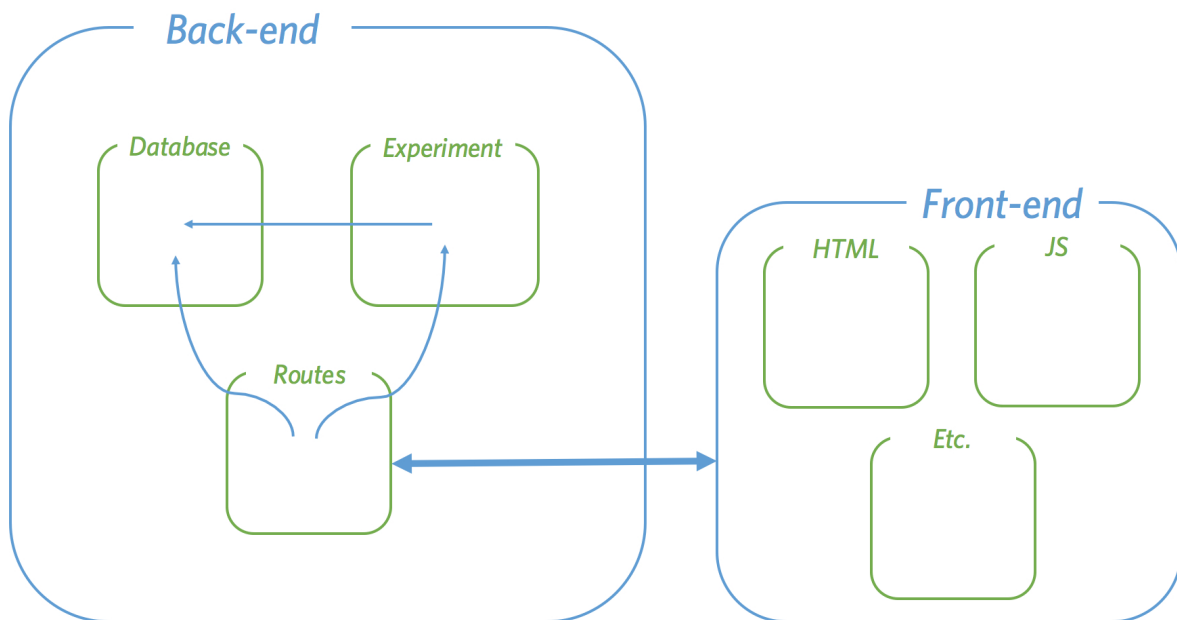 Back-end
Database
Experiment
Routes
Front-end
HTML
JS
Etc.